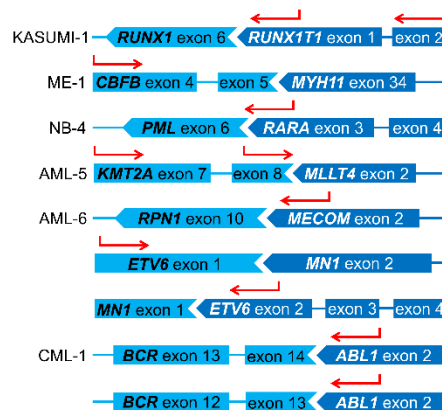 KASUMI-1 RUNX1 exon 6 RUNX1T1 exon 1 exon 2
ME-1 CBFB exon 4 exon 5 MYH11 exon 34
NB-4 PML exon 6 RARA exon 3 exon 4
AML-5 KMT2A exon 7 exon 8 MLLT4 exon 2
AML-6 RPN1 exon 10 MECOM exon 2
ETV6 exon 1 MN1 exon 2
MN1 exon 1 ETV6 exon 2 exon 3 exon 4
CML-1 BCR exon 13 exon 14 ABL1 exon 2
BCR exon 12 exon 13 ABL1 exon 2